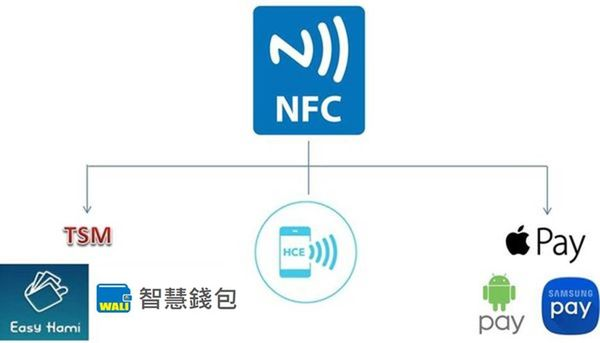 NFC
TSM
HCE
Pay
Easy Hami
WALI
智慧錢包
pay
SAMSUNG
pay